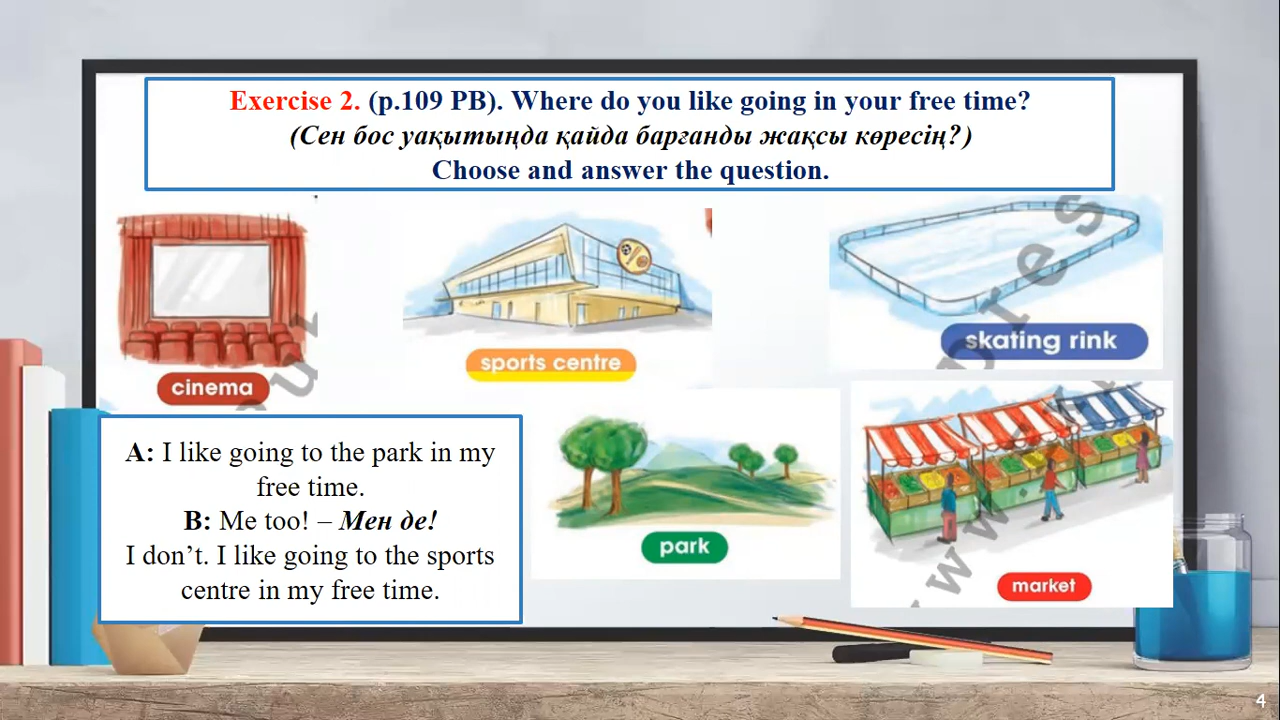 Exercise 2. (p.109 PB). Where do you like going in your free time?
(Сен бос уақытыңда қайда барғанды жақсы көресің?)
Choose and answer the question.
cinema
sports centre
skating rink
A: I like going to the park in my
free time.
B: Me too! – Мен де!
I don’t. I like going to the sports
centre in my free time.
park
market
4